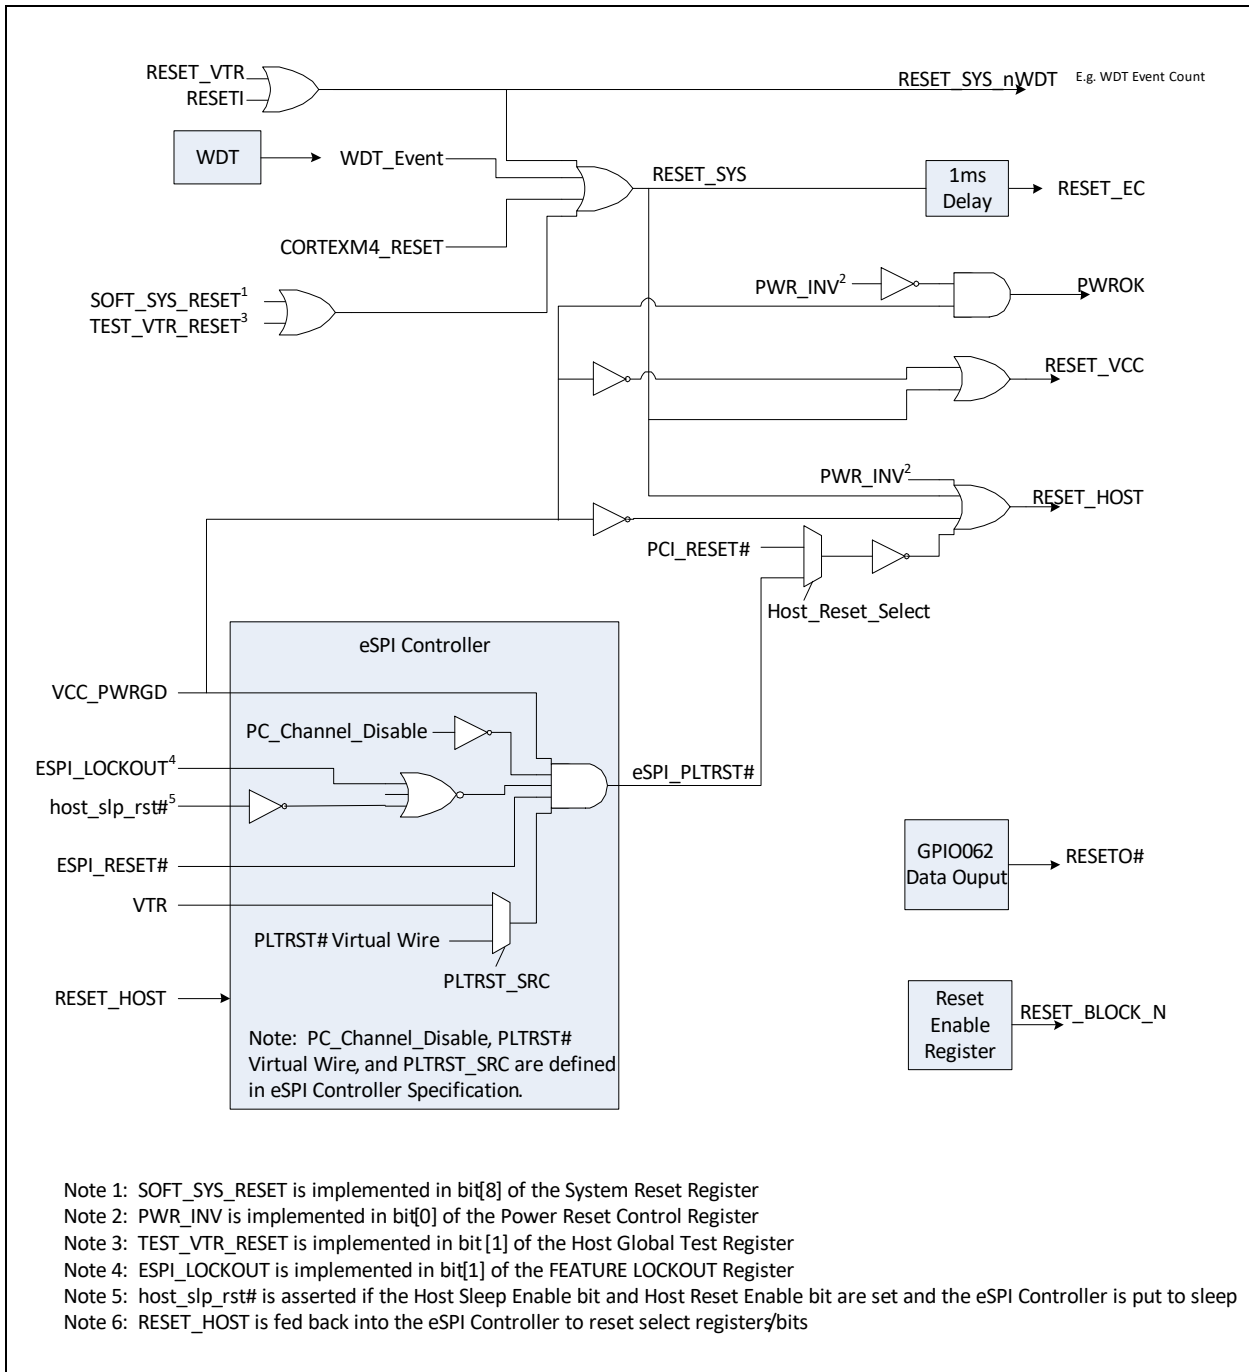 RESET_VTR
RESETI
RESET_SYS_nWDT
E.g. WDT Event Count
WDT
WDT_Event
RESET_SYS
1ms
Delay
RESET_EC
CORTEXM4_RESET
SOFT_SYS_RESET1
TEST_VTR_RESET3
PWR_INV2
PWROK
RESET_VCC
PWR_INV2
RESET_HOST
PCI_RESET#
Host_Reset_Select
eSPI Controller
VCC_PWRGD
PC_Channel_Disable
ESPI_LOCKOUT4
eSPI_PLTRST#
host_slp_rst#5
ESPI_RESET#
VTR
PLTRST# Virtual Wire
PLTRST_SRC
RESET_HOST
Note: PC_Channel_Disable, PLTRST#
Virtual Wire, and PLTRST_SRC are defined
in eSPI Controller Specification.
GPIO062
Data Ouput
RESETO#
Reset
Enable
Register
RESET_BLOCK_N
Note 1: SOFT_SYS_RESET is implemented in bit[8] of the System Reset Register
Note 2: PWR_INV is implemented in bit[0] of the Power Reset Control Register
Note 3: TEST_VTR_RESET is implemented in bit [1] of the Host Global Test Register
Note 4: ESPI_LOCKOUT is implemented in bit[1] of the FEATURE LOCKOUT Register
Note 5: host_slp_rst# is asserted if the Host Sleep Enable bit and Host Reset Enable bit are set and the eSPI Controller is put to sleep
Note 6: RESET_HOST is fed back into the eSPI Controller to reset select registers/bits